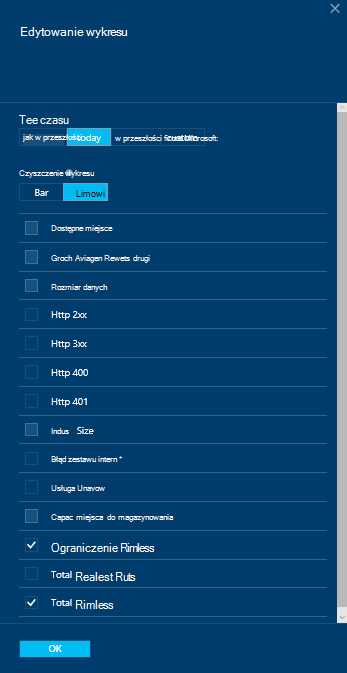 Edytowanie wykresu
Tee czasu
jak w przeszłości today w przeszłości
Czyszczenie wykresu
Bar Limowi
Dostępne miejsce
Groch Aviagen Rewets drugi
Rozmiar danych
Http 2xx
Http 3xx
Http 400
Http 401
Indus Size
Błąd zestawu intern *
Usługa Unavow
Capac miejsca do magazynowania
Ograniczenie Rimless
Total Realest Ruts
Total Rimless
OK